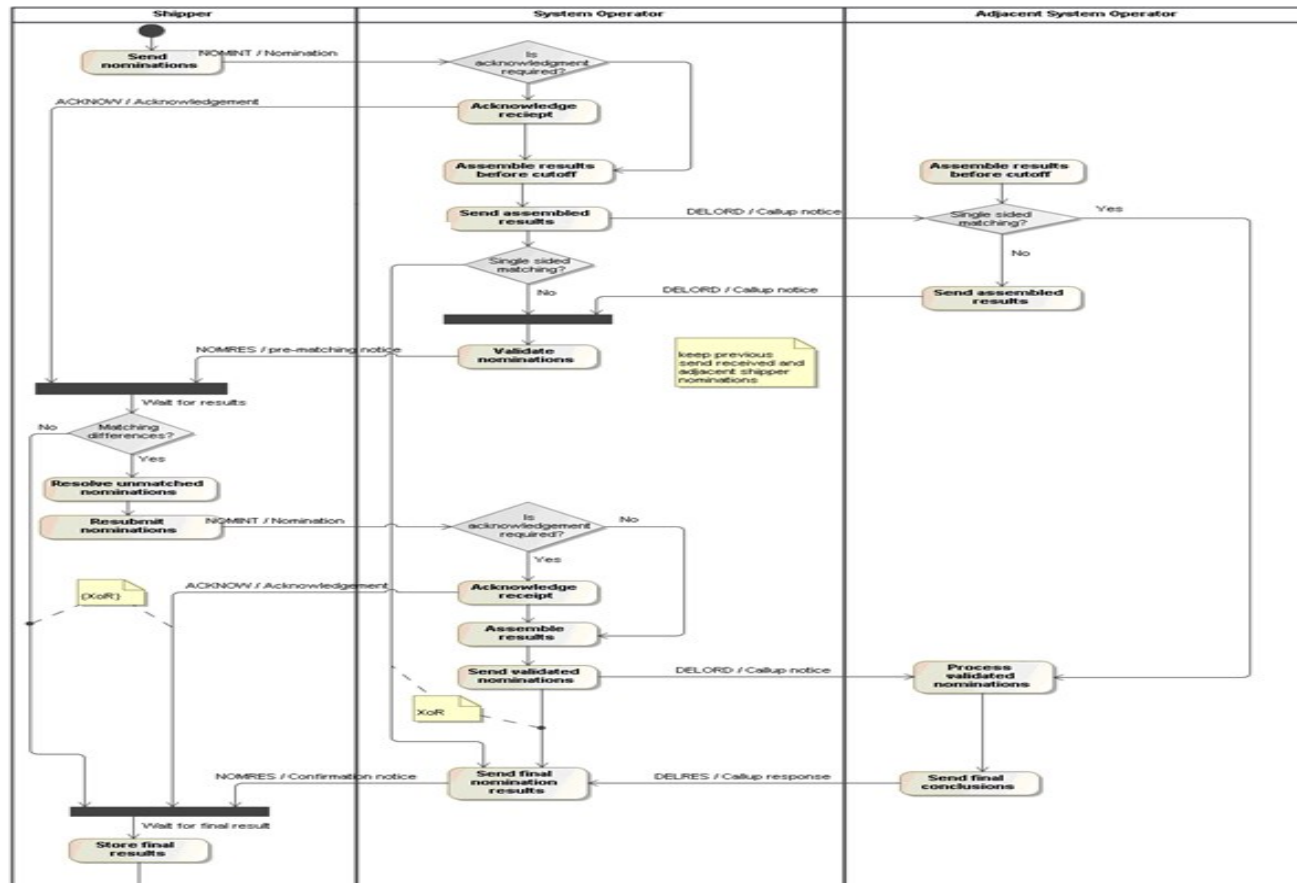 Shipper
System Operator
Adjacent System Operator
Send
nominations
NOMINT / Nomination
Is
acknowledgment
required?
ACKNOW / Acknowledgement
Acknowledge
reciept
Assemble results
before cutoff
Assemble results
before cutoff
Send assembled
results
DELORD / Callup notice
Single sided
matching?
Yes
No
Single sided
matching?
No
DELORD / Callup notice
Send assembled
results
NOMRES / pre-matching notice
Validate
nominations
keep previous
send received and
adjacent shipper
nominations
Wait for results
No
Matching
differences?
Yes
Resolve unmatched
nominations
Resubmit
nominations
NOMINT / Nomination
Is
acknowledgement
required?
No
Yes
ACKNOW / Acknowledgement
Acknowledge
receipt
{XoR}
Assemble
results
Send validated
nominations
DELORD / Callup notice
Process
validated
nominations
XoR
NOMRES / Confirmation notice
Send final
nomination
results
DELRES / Callup response
Send final
conclusions
Wait for final result
Store final
results